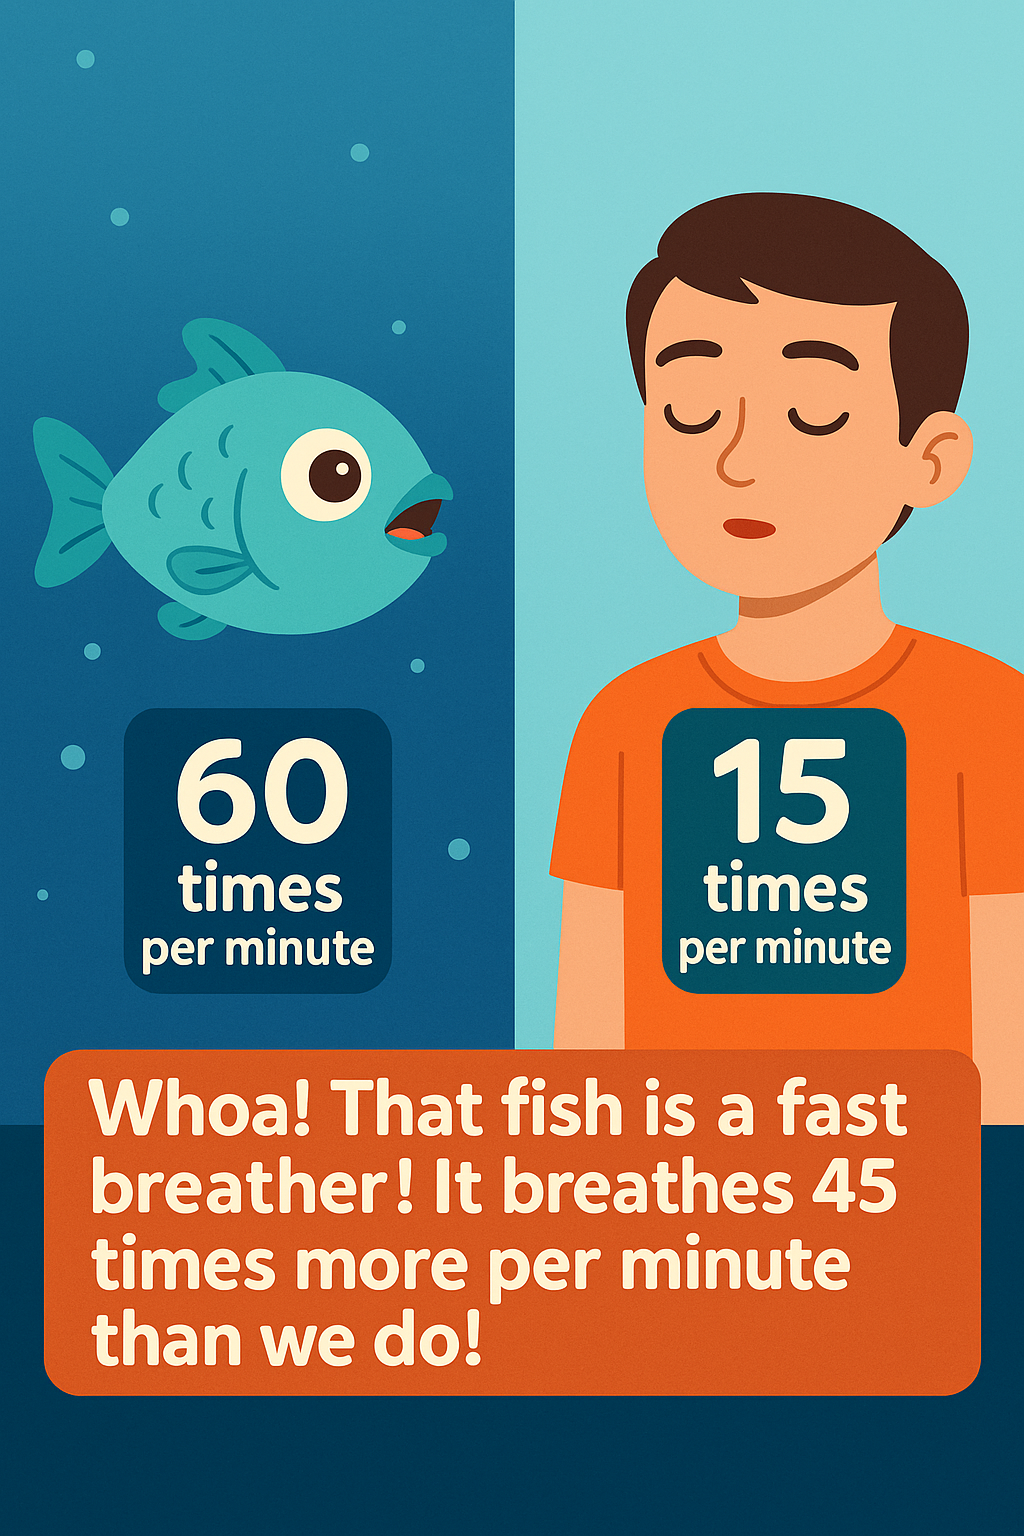 60
times
per minute
15
times
per minute
Whoa! That fish is a fast
breather! It breathes 45
times more per minute
than we do!